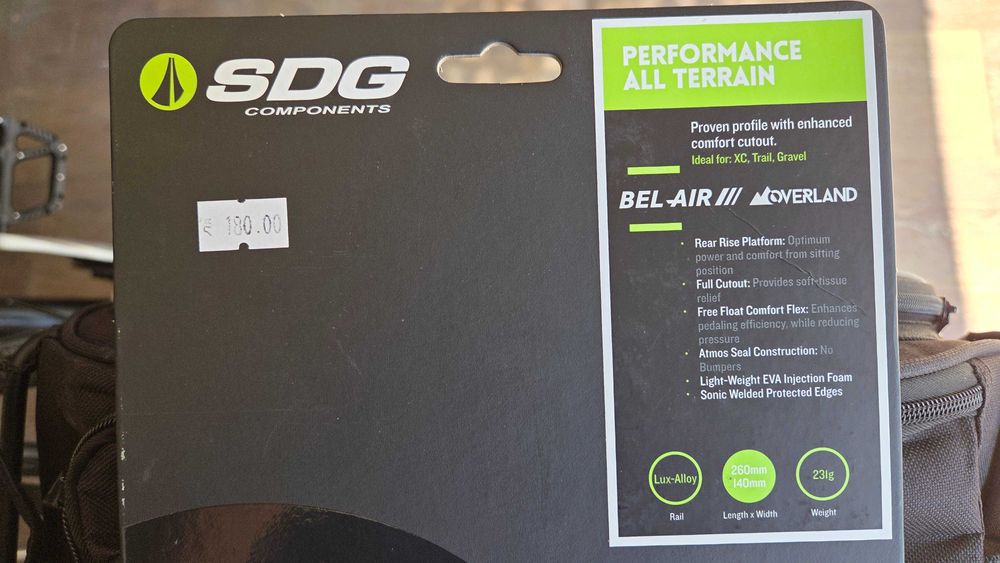 SDG
COMPONENTS
180.00
PERFORMANCE
ALL TERRAIN
Proven profile with enhanced
comfort cutout.
Ideal for: XC, Trail, Gravel
BEL-AIR /// OVERLAND
• Rear Rise Platform: Optimum
power and comfort from sitting
position
• Full Cutout: Provides soft-tissue
relief
• Free Float Comfort Flex: Enhances
pedaling efficiency, while reducing
pressure
• Atmos Seal Construction: No
Bumpers
• Light-Weight EVA Injection Foam
• Sonic Welded Protected Edges
Lux-Alloy
Rail
260mm
140mm
Length x Width
231g
Weight